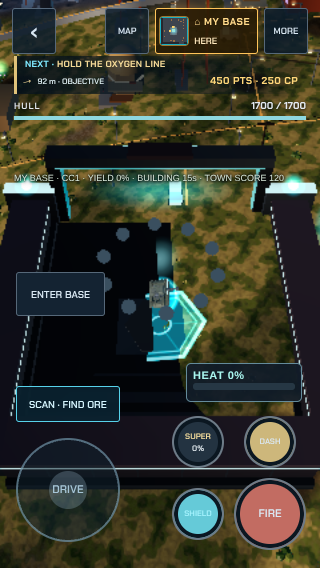 ‹
MAP
⌂ MY BASE
HERE
MORE
NEXT · HOLD THE OXYGEN LINE
→ 92 m · OBJECTIVE
450 PTS · 250 CP
HULL
1700 / 1700
MY BASE · CC1 · YIELD 0% · BUILDING 15s · TOWN SCORE 120
ENTER BASE
HEAT 0%
SCAN · FIND ORE
SUPER
0%
DASH
DRIVE
SHIELD
FIRE